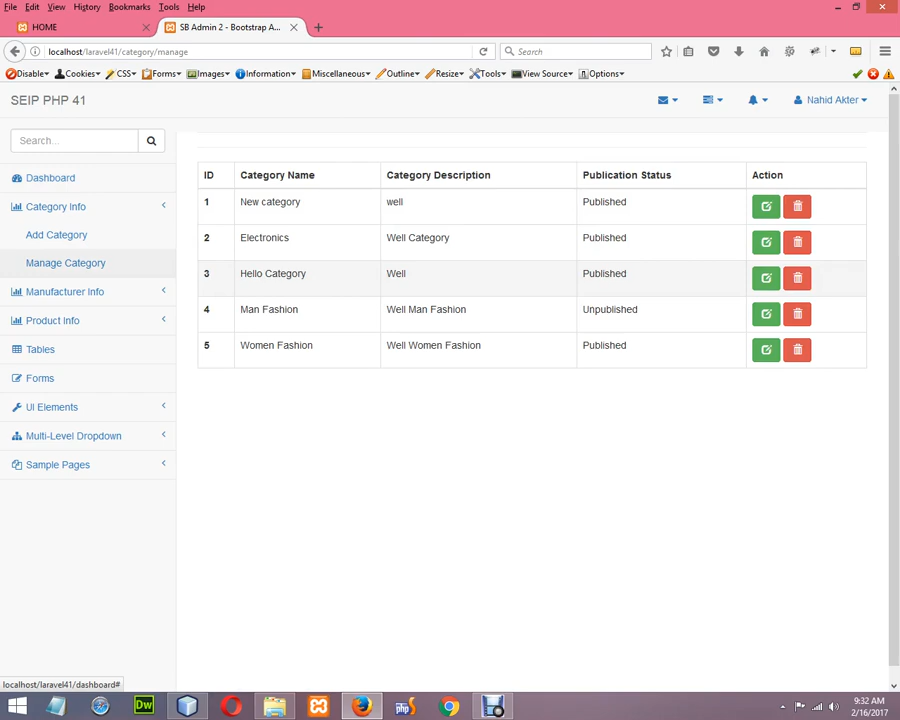 File Edit View History Bookmarks Tools Help
HOME
SB Admin 2 - Bootstrap A...
localhost/laravel41/category/manage
Search
Disable Cookies CSS Forms Images Information Miscellaneous Outline Resize Tools View Source Options
SEIP PHP 41
Nahid Akter
Search...
Dashboard
Category Info
Add Category
Manage Category
Manufacturer Info
Product Info
Tables
Forms
UI Elements
Multi-Level Dropdown
Sample Pages
ID Category Name Category Description Publication Status Action
1 New category well Published
2 Electronics Well Category Published
3 Hello Category Well Published
4 Man Fashion Well Man Fashion Unpublished
5 Women Fashion Well Women Fashion Published
localhost/laravel41/dashboard#
Dw
php
9:32 AM
2/16/2017